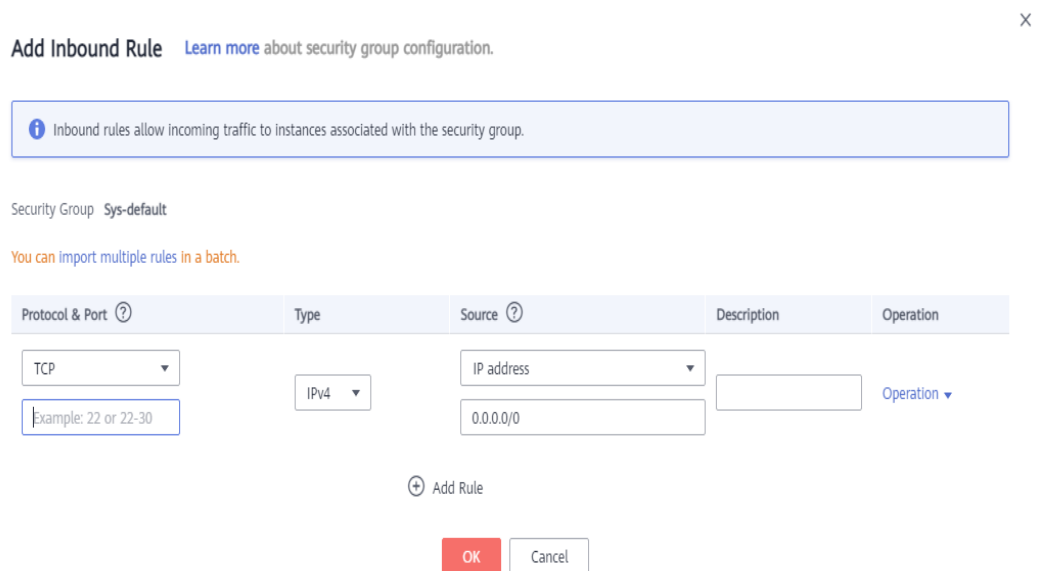 X
Add Inbound Rule Learn more about security group configuration.
Inbound rules allow incoming traffic to instances associated with the security group.
Security Group Sys-default
You can import multiple rules in a batch.
Protocol & Port Type Source Description Operation
TCP IP address
IPv4 Operation
Example: 22 or 22-30 0.0.0.0/0
Add Rule
OK Cancel